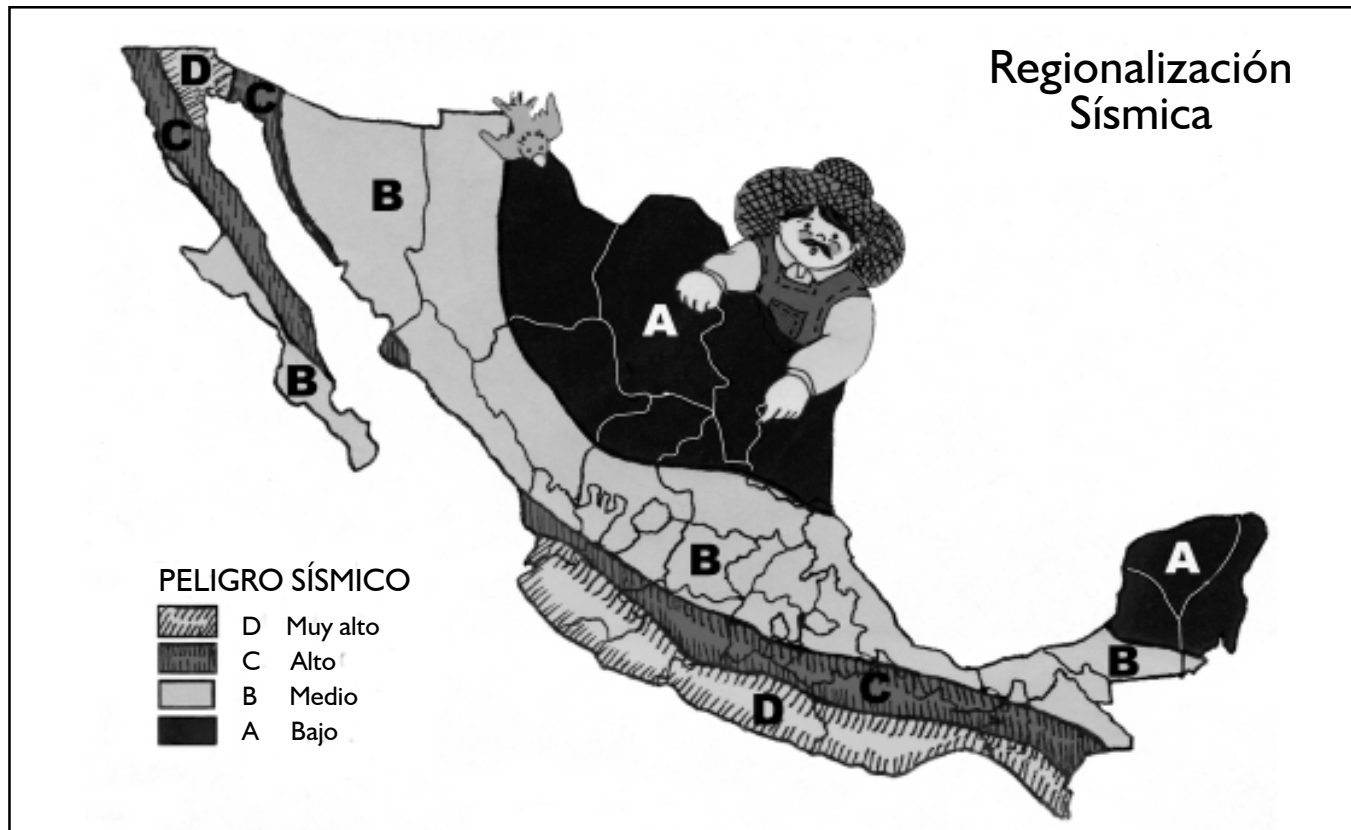 Regionalización
Sísmica
D
C
C
B
A
B
A
B
B
C
D
PELIGRO SÍSMICO
D Muy alto
C Alto
B Medio
A Bajo